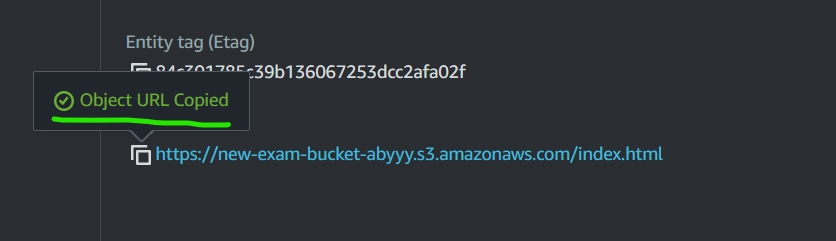 Entity tag (Etag)
84c301785c39b136067253dcc2afa02f
Object URL Copied
https://new-exam-bucket-abyyy.s3.amazonaws.com/index.html